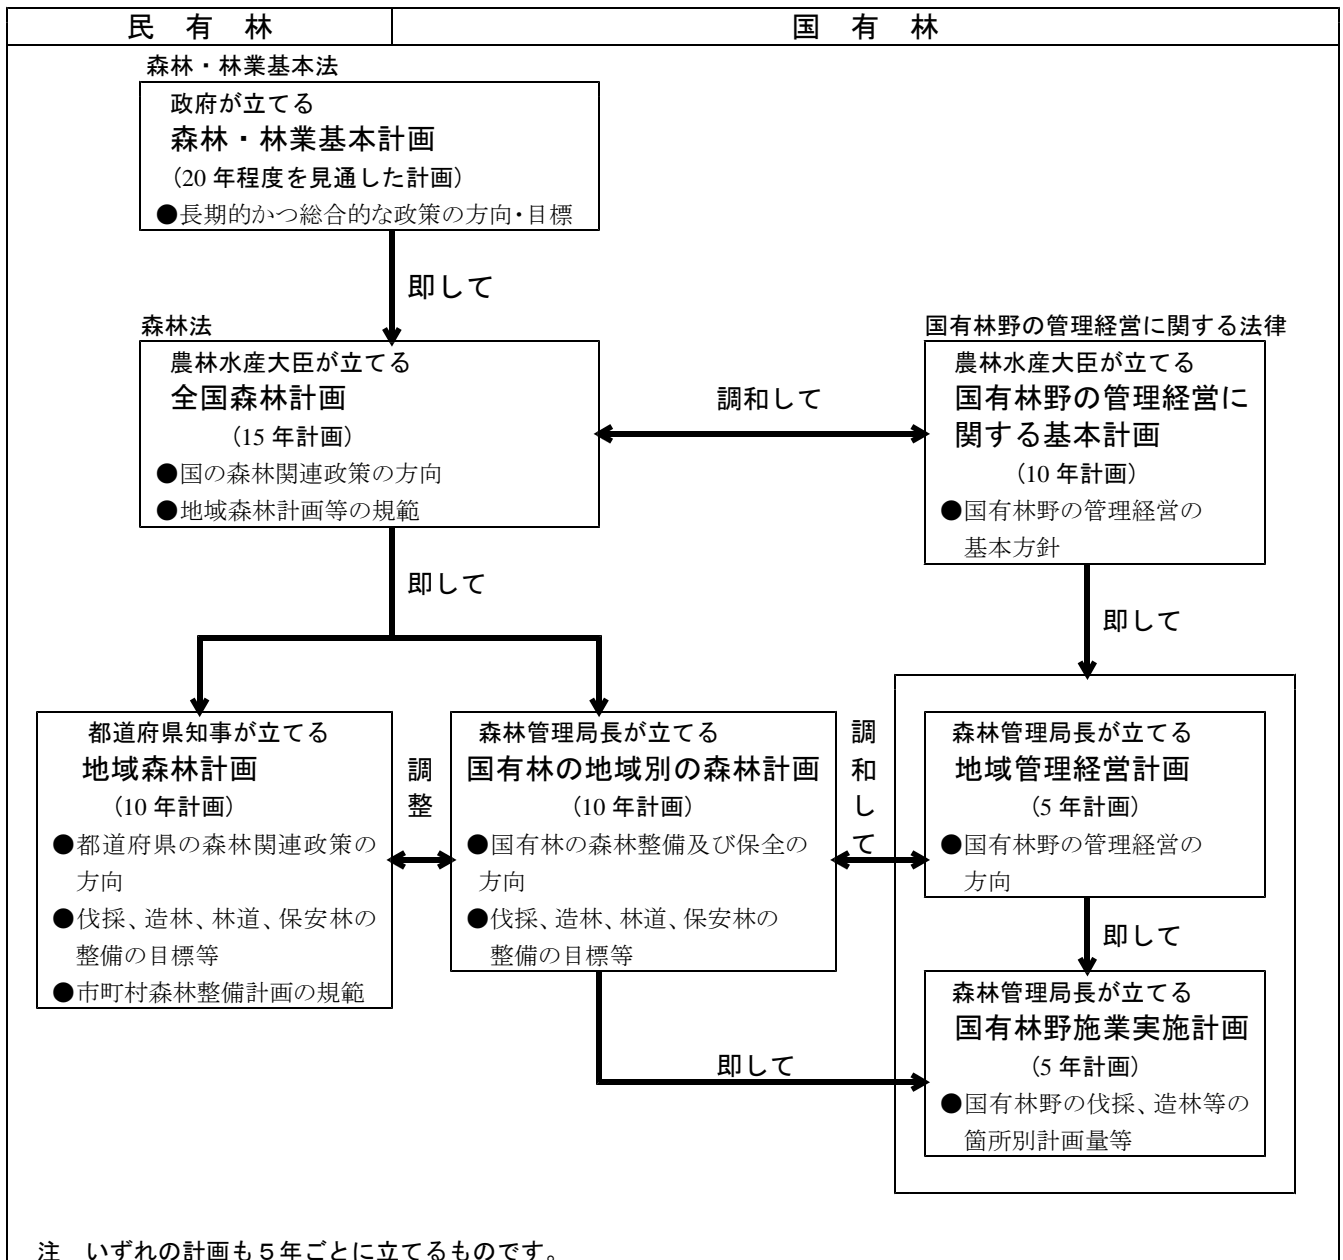 民有林
国有林
森林・林業基本法
政府が立てる
森林・林業基本計画
（20年程度を見通した計画）
●長期的かつ総合的な政策の方向・目標
即して
森林法
農林水産大臣が立てる
全国森林計画
（15年計画）
●国の森林関連政策の方向
●地域森林計画等の規範
調和して
国有林野の管理経営に関する法律
農林水産大臣が立てる
国有林野の管理経営に
関する基本計画
（10年計画）
●国有林野の管理経営の
基本方針
即して
即して
都道府県知事が立てる
地域森林計画
（10年計画）
●都道府県の森林関連政策の
方向
●伐採、造林、林道、保安林の
整備の目標等
●市町村森林整備計画の規範
調整
森林管理局長が立てる
国有林の地域別の森林計画
（10年計画）
●国有林の森林整備及び保全の
方向
●伐採、造林、林道、保安林の
整備の目標等
調和して
森林管理局長が立てる
地域管理経営計画
（5年計画）
●国有林野の管理経営の
方向
即して
即して
森林管理局長が立てる
国有林野施業実施計画
（5年計画）
●国有林野の伐採、造林等の
箇所別計画量等
注　いずれの計画も５年ごとに立てるものです。